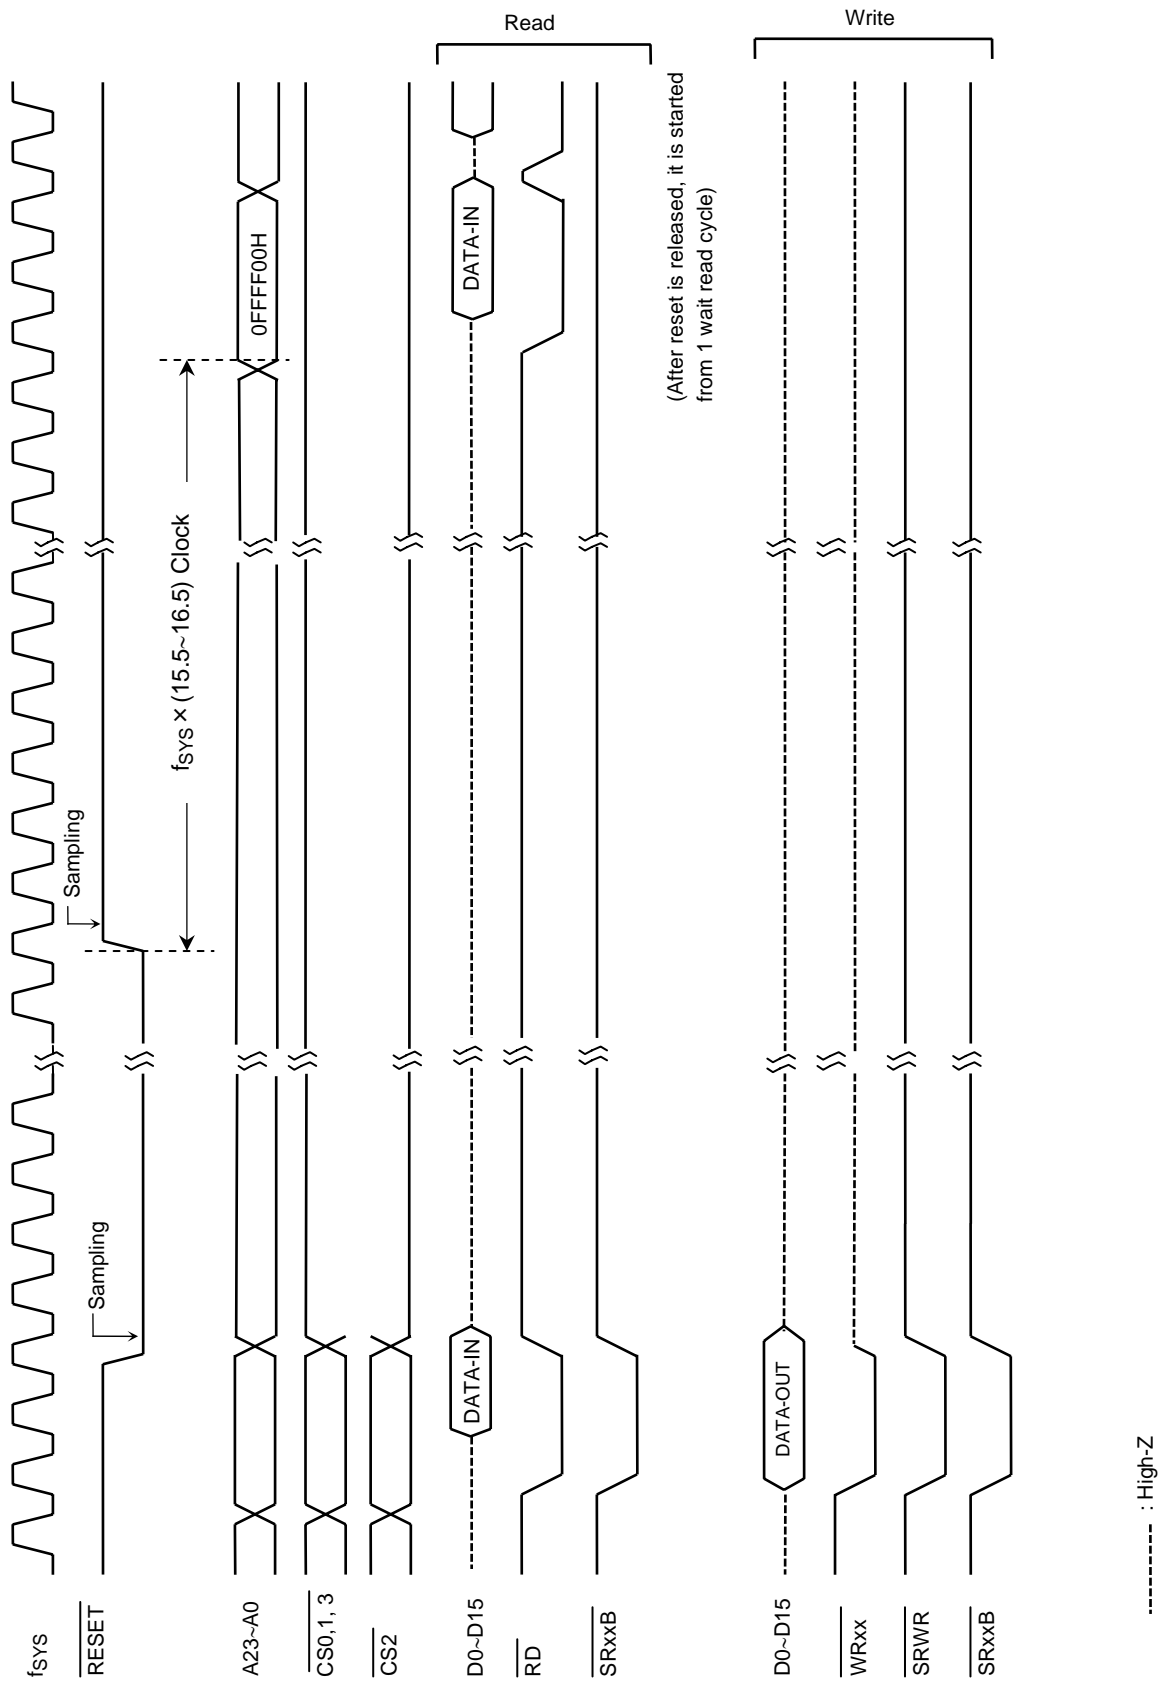 Read
Write
fSYS
RESET
Sampling
Sampling
fSYS × (15.5~16.5) Clock
A23~A0
0FFFF00H
CS0,1, 3
CS2
D0~D15
DATA-IN
DATA-IN
RD
SRxxB
(After reset is released, it is started
from 1 wait read cycle)
D0~D15
DATA-OUT
WRxx
SRWR
SRxxB
: High-Z